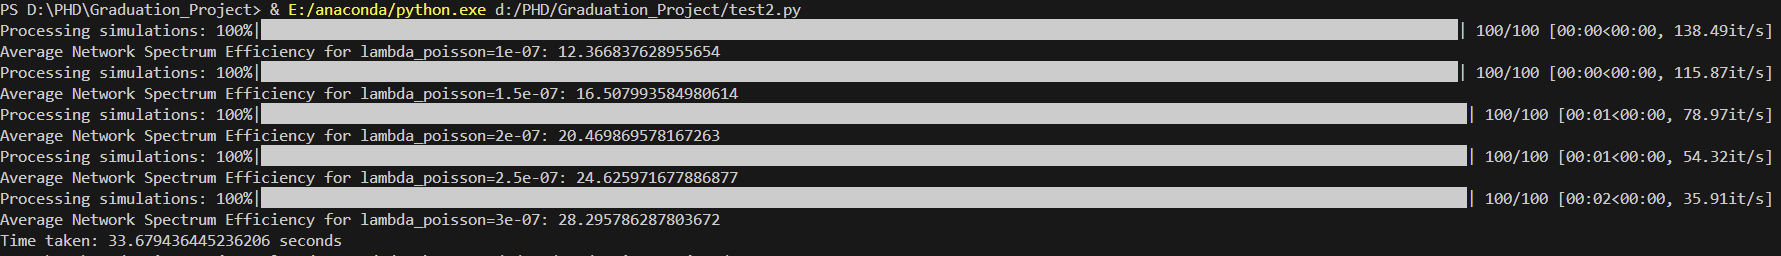 PS D:\PHD\Graduation_Project> & E:/anaconda/python.exe d:/PHD/Graduation_Project/test2.py
Processing simulations: 100%|██████████| 100/100 [00:00<00:00, 138.49it/s]
Average Network Spectrum Efficiency for lambda_poisson=1e-07: 12.366837628955654
Processing simulations: 100%|██████████| 100/100 [00:00<00:00, 115.87it/s]
Average Network Spectrum Efficiency for lambda_poisson=1.5e-07: 16.507993584980614
Processing simulations: 100%|██████████| 100/100 [00:01<00:00, 78.97it/s]
Average Network Spectrum Efficiency for lambda_poisson=2e-07: 20.469869578167263
Processing simulations: 100%|██████████| 100/100 [00:01<00:00, 54.32it/s]
Average Network Spectrum Efficiency for lambda_poisson=2.5e-07: 24.625971677886877
Processing simulations: 100%|██████████| 100/100 [00:02<00:00, 35.91it/s]
Average Network Spectrum Efficiency for lambda_poisson=3e-07: 28.295786287803672
Time taken: 33.679436445236206 seconds